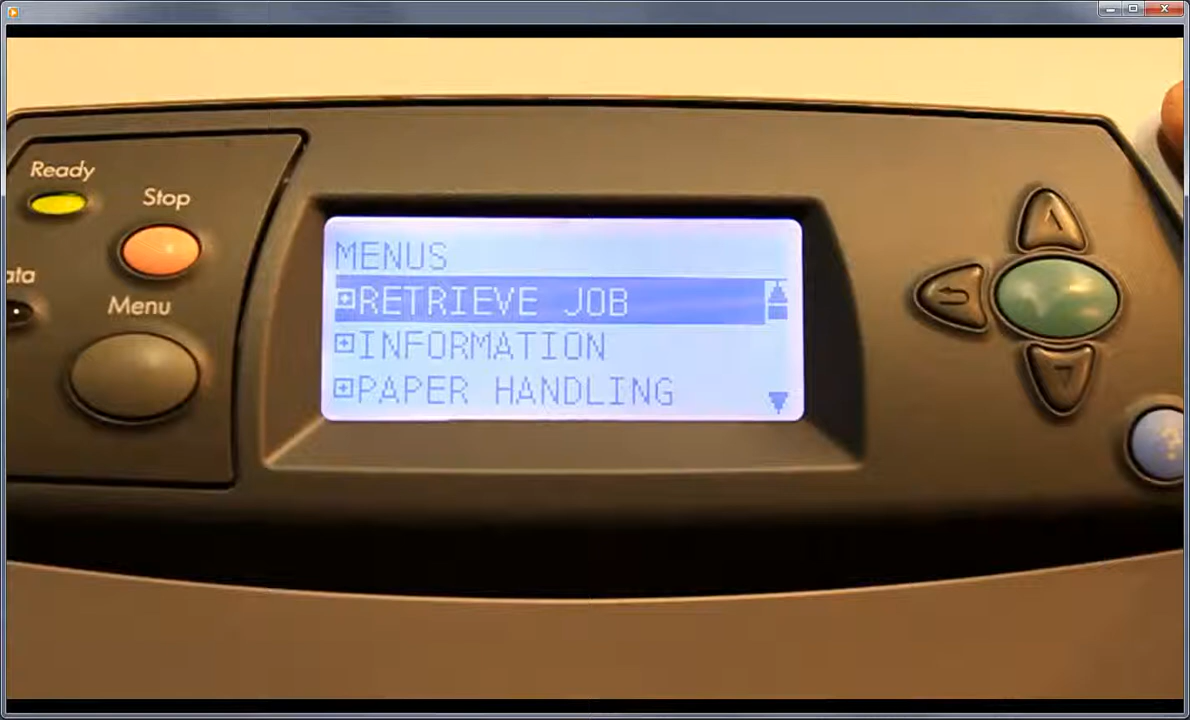 Ready
Stop
ata
Menu
MENUS
RETRIEVE JOB
INFORMATION
PAPER HANDLING
?